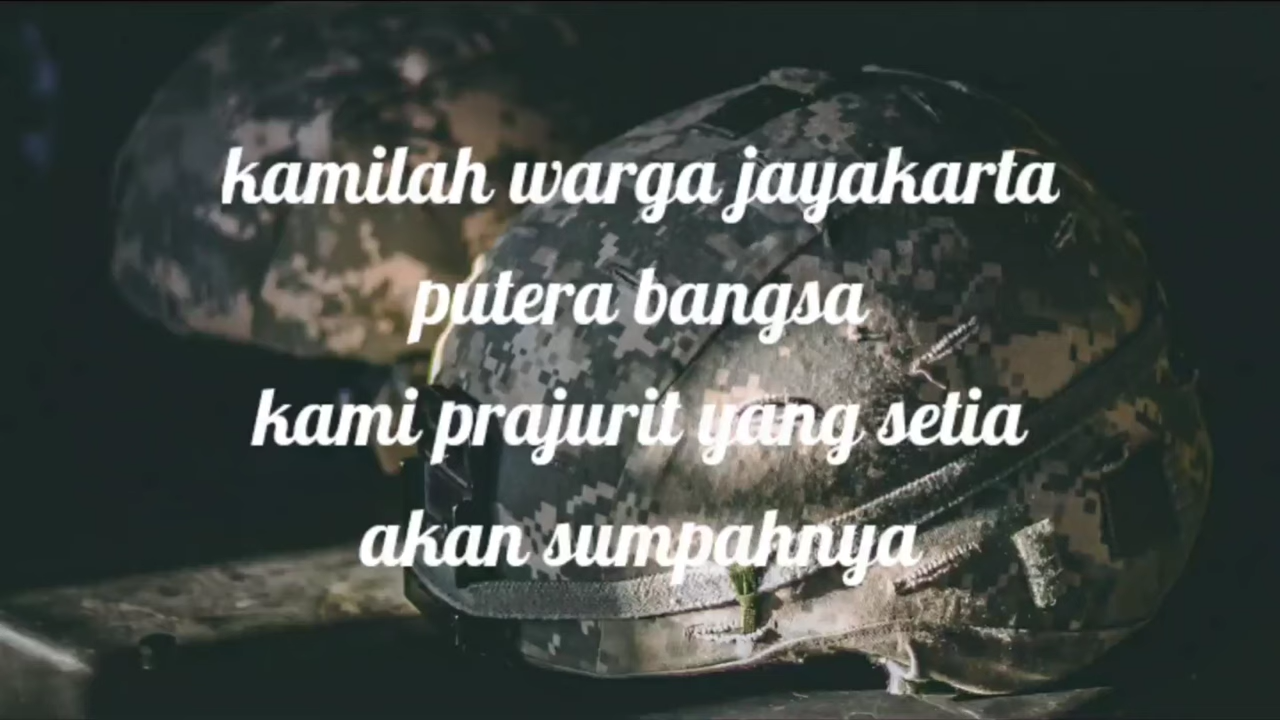 kamilah warga jayakarta
putera bangsa
kami prajurit yang setia
akan sumpahnya